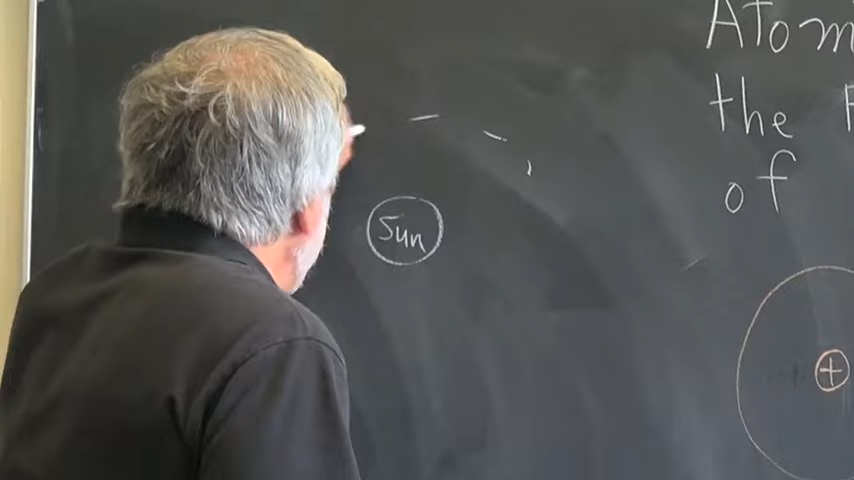 Atom
the
of
Sun
+